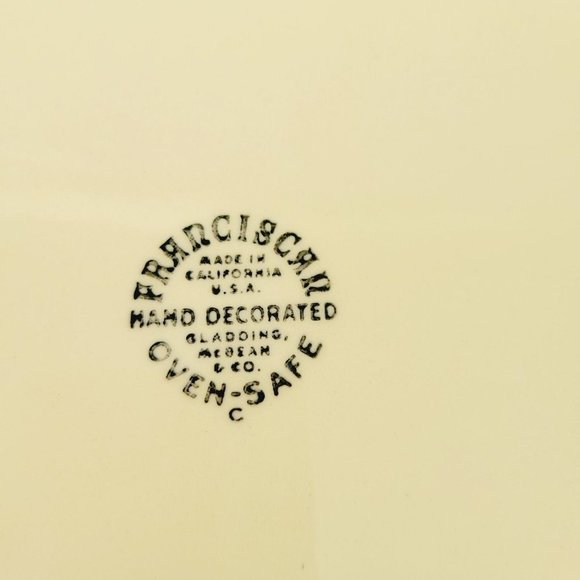 FRANCISCAN
MADE IN
CALIFORNIA
U.S.A.
HAND DECORATED
GLADDING,
McBEAN
& CO.
OVEN-SAFE
C